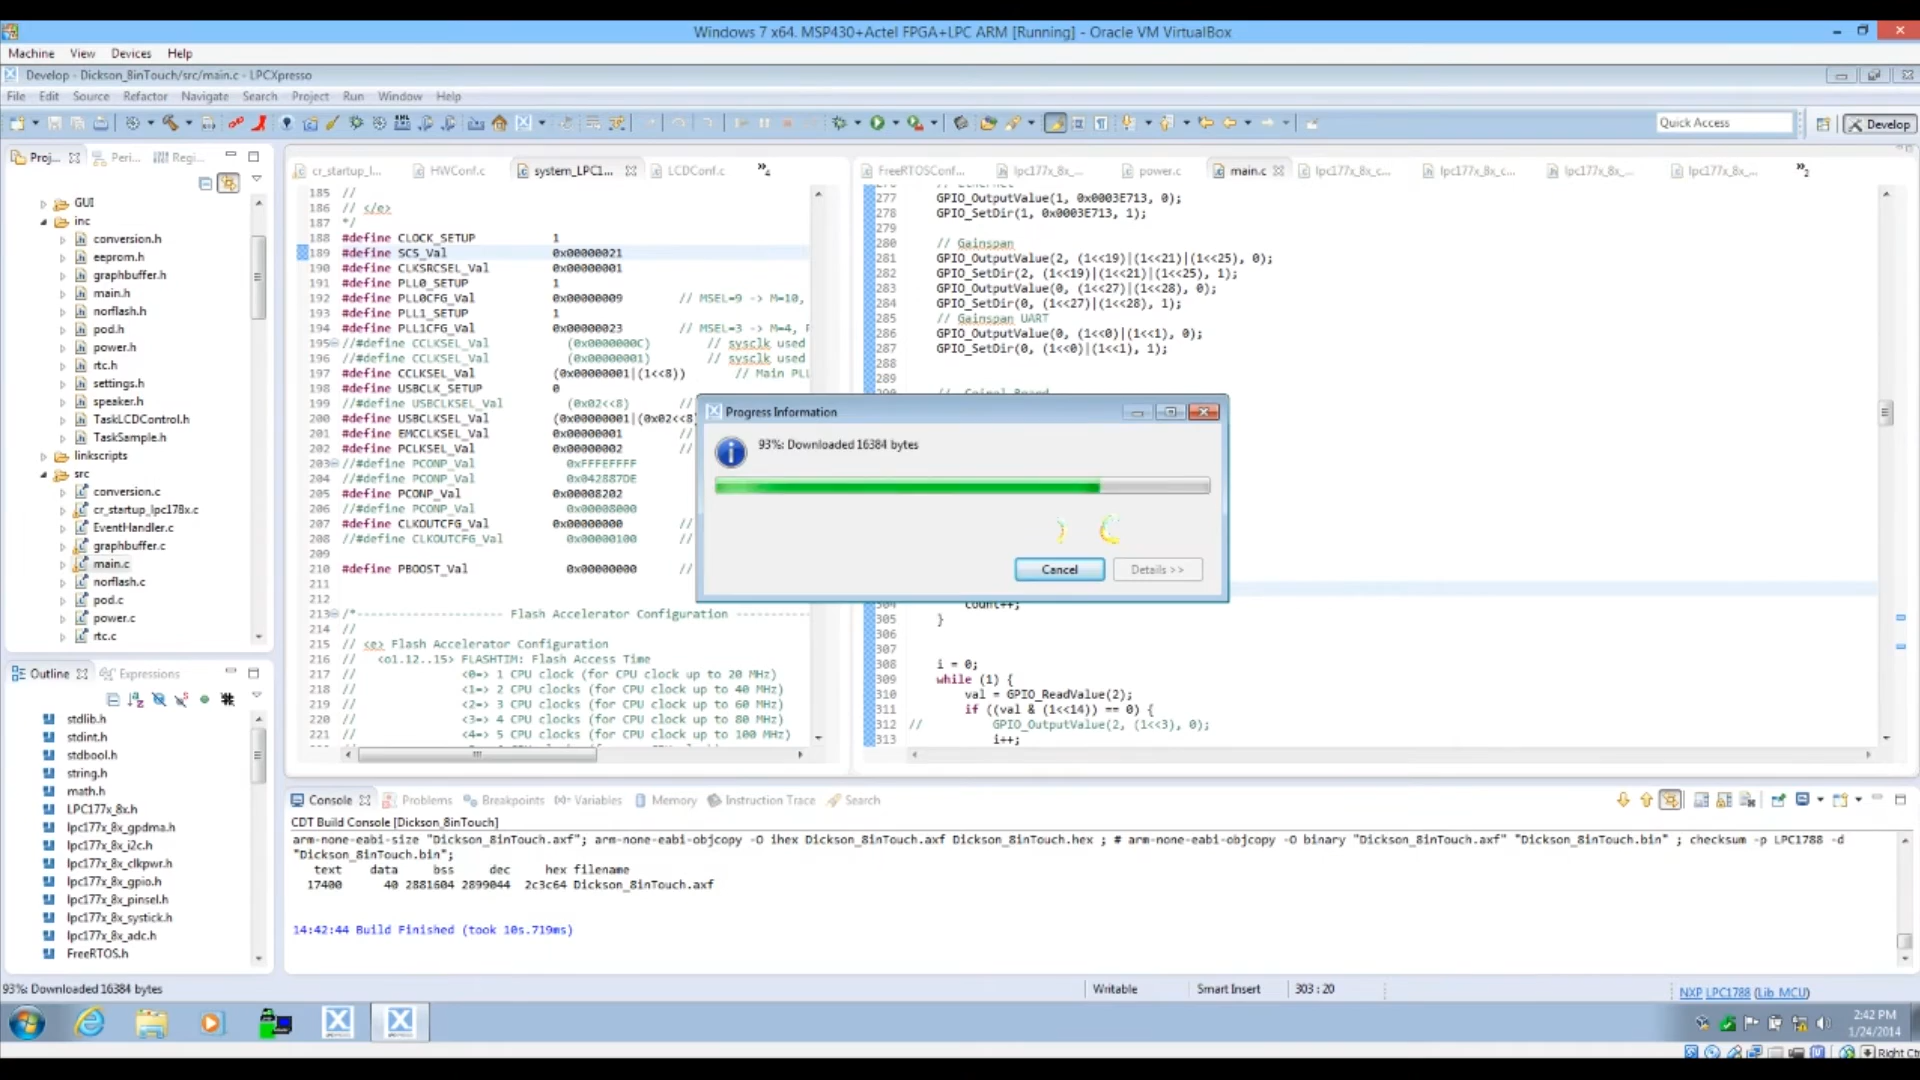 Windows 7 x64. MSP430+Actel FPGA+LPC ARM [Running] - Oracle VM VirtualBox
Machine View Devices Help
Develop - Dickson_8inTouch/src/main.c - LPCXpresso
File Edit Source Refactor Navigate Search Project Run Window Help
Quick Access
Develop
Proj... Peri... Regi...
GUI
inc
conversion.h
eeprom.h
graphbuffer.h
main.h
norflash.h
pod.h
power.h
rtc.h
settings.h
speaker.h
TaskLCDControl.h
TaskSample.h
linkscripts
src
conversion.c
cr_startup_lpc178x.c
EventHandler.c
graphbuffer.c
main.c
norflash.c
pod.c
power.c
rtc.c
Outline Expressions
stdlib.h
stdint.h
stdbool.h
string.h
math.h
LPC177x_8x.h
lpc177x_8x_gpdma.h
lpc177x_8x_i2c.h
lpc177x_8x_clkpwr.h
lpc177x_8x_gpio.h
lpc177x_8x_pinsel.h
lpc177x_8x_systick.h
lpc177x_8x_adc.h
FreeRTOS.h
cr_startup_l... HWConf.c system_LPC1... LCDConf.c
185 //
186 // </e>
187 */
188 #define CLOCK_SETUP 1
189 #define SCS_Val 0x00000021
190 #define CLKSRCSEL_Val 0x00000001
191 #define PLL0_SETUP 1
192 #define PLL0CFG_Val 0x00000009 // MSEL=9 -> M=10,
193 #define PLL1_SETUP 1
194 #define PLL1CFG_Val 0x00000023 // MSEL=3 -> M=4,
195 //#define CCLKSEL_Val (0x0000000C) // sysclk used
196 //#define CCLKSEL_Val (0x00000001) // sysclk used
197 #define CCLKSEL_Val (0x00000001|(1<<8)) // Main PLL
198 #define USBCLK_SETUP 0
199 //#define USBCLKSEL_Val (0x02<<8) //
200 #define USBCLKSEL_Val (0x00000001|(0x02<<8
201 #define EMCCLKSEL_Val 0x00000001 //
202 #define PCLKSEL_Val 0x00000002 //
203 //#define PCONP_Val 0xFFFEFFFF
204 //#define PCONP_Val 0x042887DE
205 #define PCONP_Val 0x00008202
206 //#define PCONP_Val 0x00008000
207 #define CLKOUTCFG_Val 0x00000000 //
208 //#define CLKOUTCFG_Val 0x00000100 //
209
210 #define PBOOST_Val 0x00000000 //
211
212
213 /*---------------------- Flash Accelerator Configuration -----------
214 //
215 // <e> Flash Accelerator Configuration
216 // <o1.12..15> FLASHTIM: Flash Access Time
217 // <0=> 1 CPU clock (for CPU clock up to 20 MHz)
218 // <1=> 2 CPU clocks (for CPU clock up to 40 MHz)
219 // <2=> 3 CPU clocks (for CPU clock up to 60 MHz)
220 // <3=> 4 CPU clocks (for CPU clock up to 80 MHz)
221 // <4=> 5 CPU clocks (for CPU clock up to 100 MHz)
FreeRTOSConf... lpc177x_8x_... power.c main.c lpc177x_8x_c... lpc177x_8x_c... lpc177x_8x_... lpc177x_8x_...
277 GPIO_OutputValue(1, 0x0003E713, 0);
278 GPIO_SetDir(1, 0x0003E713, 1);
279
280 // Gainspan
281 GPIO_OutputValue(2, (1<<19)|(1<<21)|(1<<25), 0);
282 GPIO_SetDir(2, (1<<19)|(1<<21)|(1<<25), 1);
283 GPIO_OutputValue(0, (1<<27)|(1<<28), 0);
284 GPIO_SetDir(0, (1<<27)|(1<<28), 1);
285 // Gainspan UART
286 GPIO_OutputValue(0, (1<<0)|(1<<1), 0);
287 GPIO_SetDir(0, (1<<0)|(1<<1), 1);
288
289
304 count++;
305 }
306
307
308 i = 0;
309 while (1) {
310 val = GPIO_ReadValue(2);
311 if ((val & (1<<14)) == 0) {
312 // GPIO_OutputValue(2, (1<<3), 0);
313 i++;
Progress Information
93%: Downloaded 16384 bytes
Cancel Details >>
Console Problems Breakpoints Variables Memory Instruction Trace Search
CDT Build Console [Dickson_8inTouch]
arm-none-eabi-size "Dickson_8inTouch.axf"; arm-none-eabi-objcopy -O ihex Dickson_8inTouch.axf Dickson_8inTouch.hex ; # arm-none-eabi-objcopy -O binary "Dickson_8inTouch.axf" "Dickson_8inTouch.bin" ; checksum -p LPC1788 -d
"Dickson_8inTouch.bin";
text data bss dec hex filename
17400 40 2881604 2899044 2c3c64 Dickson_8inTouch.axf
14:42:44 Build Finished (took 10s.719ms)
93%: Downloaded 16384 bytes
Writable Smart Insert 303 : 20
NXP LPC1788 (Lib MCU)
2:42 PM
1/24/2014
Right Ctrl